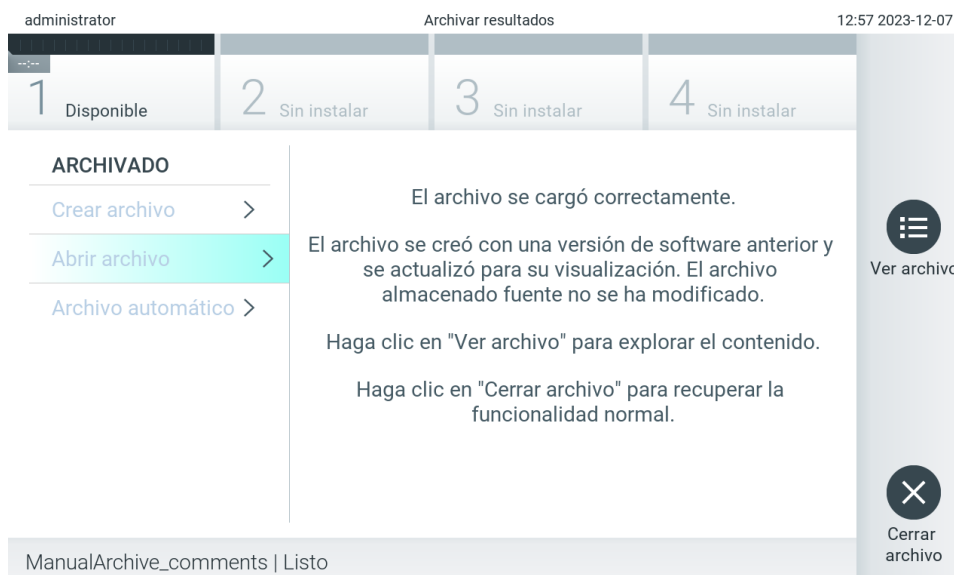 administrator Archivar resultados 12:57 2023-12-07
--:--
1 Disponible 2 Sin instalar 3 Sin instalar 4 Sin instalar
ARCHIVADO
Crear archivo
Abrir archivo
Archivo automático
El archivo se cargó correctamente.
El archivo se creó con una versión de software anterior y
se actualizó para su visualización. El archivo
almacenado fuente no se ha modificado.
Haga clic en "Ver archivo" para explorar el contenido.
Haga clic en "Cerrar archivo" para recuperar la
funcionalidad normal.
Ver archivo
Cerrar
archivo
ManualArchive_comments | Listo